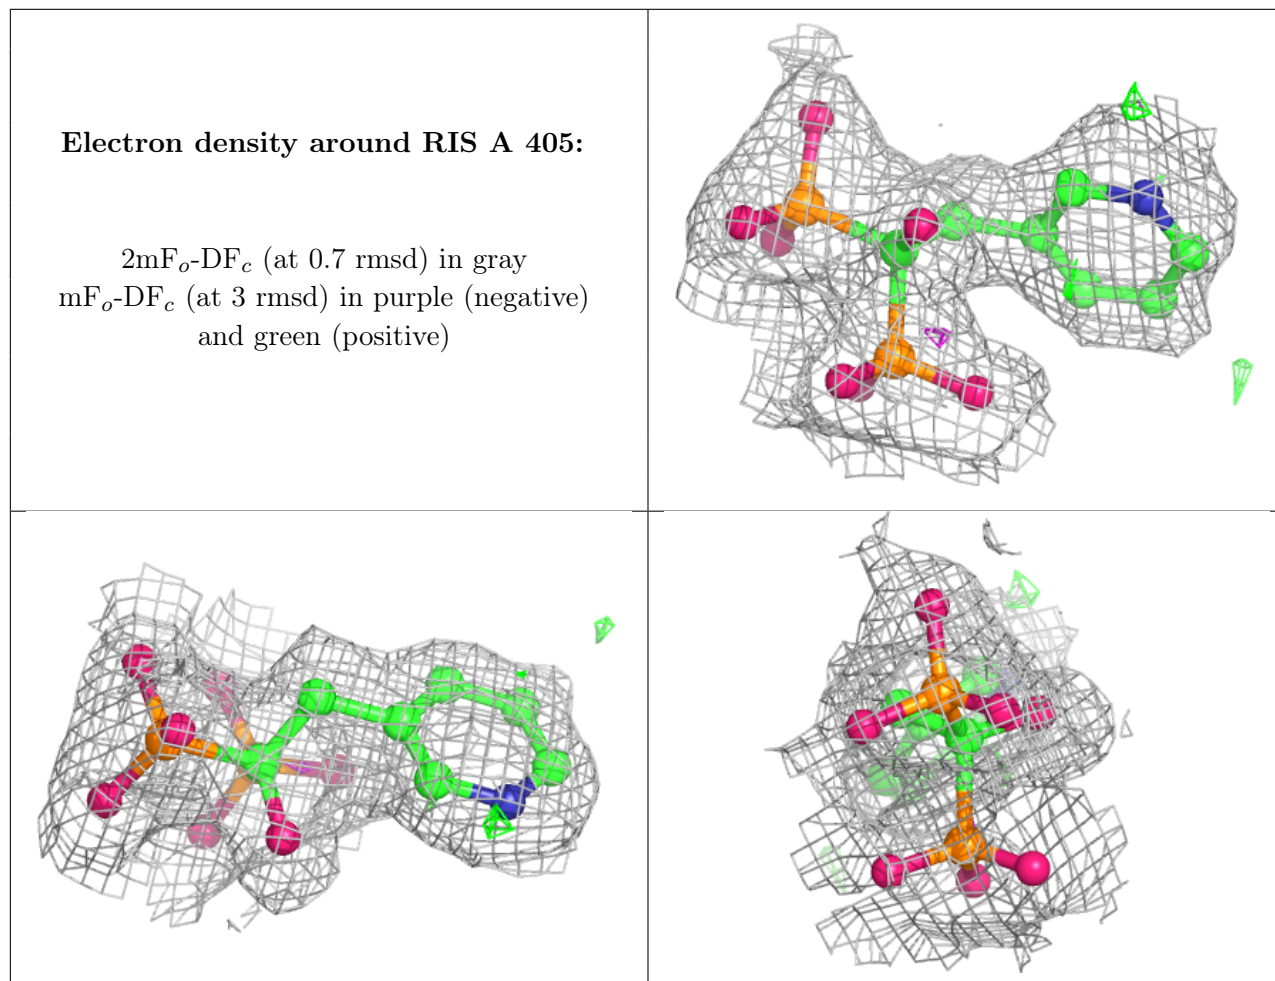 Electron density around RIS A 405:
2mFo-DFc (at 0.7 rmsd) in gray
mFo-DFc (at 3 rmsd) in purple (negative)
and green (positive)